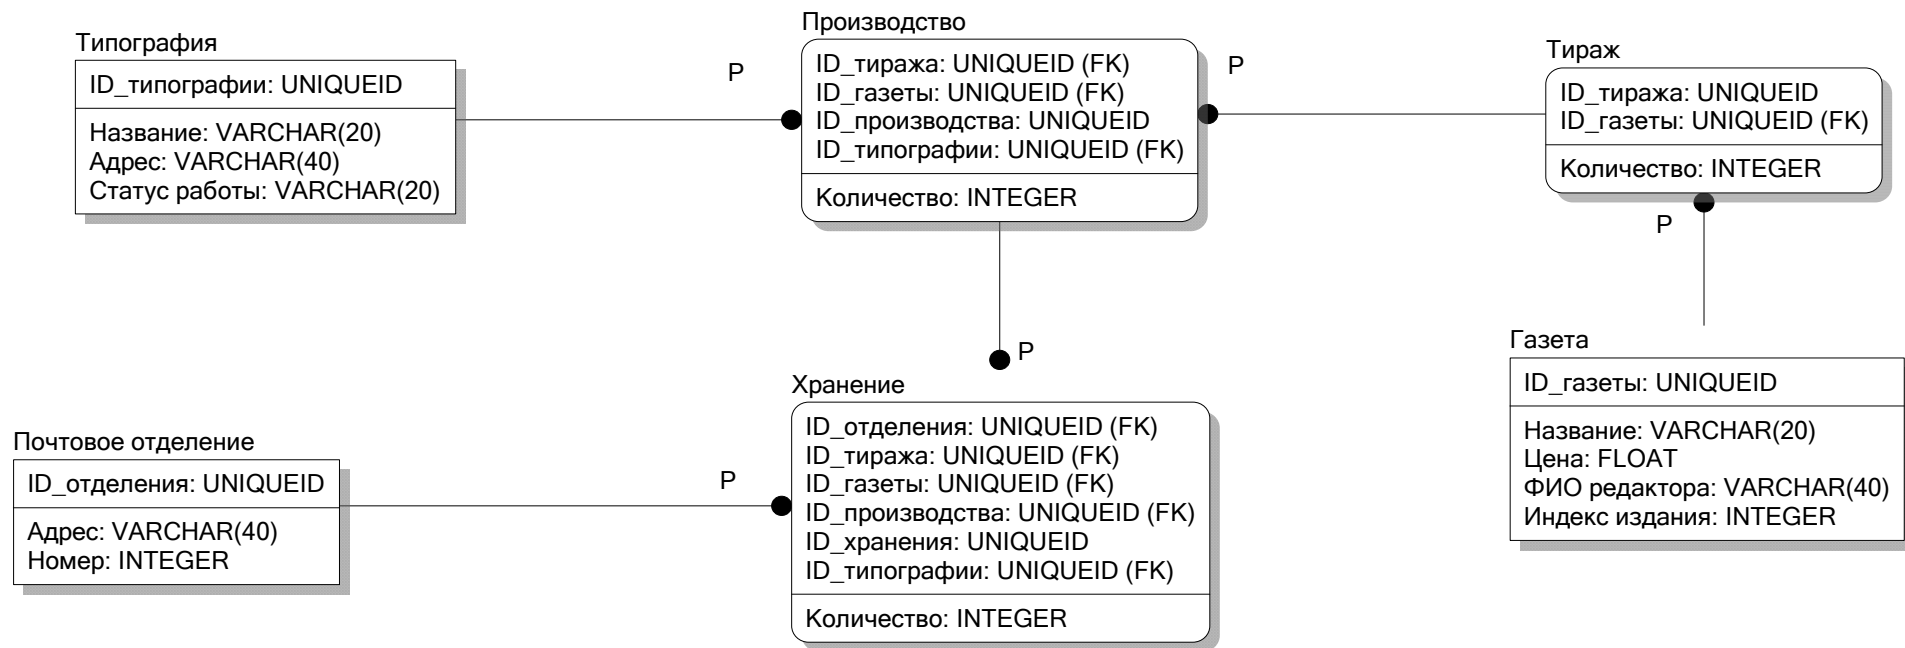 Типография
ID_типографии: UNIQUEID
Название: VARCHAR(20)
Адрес: VARCHAR(40)
Статус работы: VARCHAR(20)
P
Производство
ID_тиража: UNIQUEID (FK)
ID_газеты: UNIQUEID (FK)
ID_производства: UNIQUEID
ID_типографии: UNIQUEID (FK)
Количество: INTEGER
P
Тираж
ID_тиража: UNIQUEID
ID_газеты: UNIQUEID (FK)
Количество: INTEGER
P
P
Газета
ID_газеты: UNIQUEID
Название: VARCHAR(20)
Цена: FLOAT
ФИО редактора: VARCHAR(40)
Индекс издания: INTEGER
Почтовое отделение
ID_отделения: UNIQUEID
Адрес: VARCHAR(40)
Номер: INTEGER
P
Хранение
ID_отделения: UNIQUEID (FK)
ID_тиража: UNIQUEID (FK)
ID_газеты: UNIQUEID (FK)
ID_производства: UNIQUEID (FK)
ID_хранения: UNIQUEID
ID_типографии: UNIQUEID (FK)
Количество: INTEGER